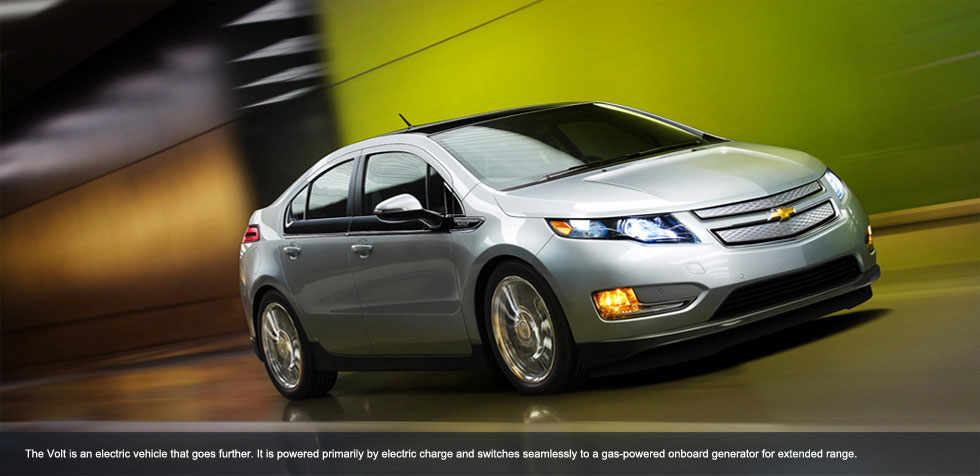 The Volt is an electric vehicle that goes further. It is powered primarily by electric charge and switches seamlessly to a gas-powered onboard generator for extended range.